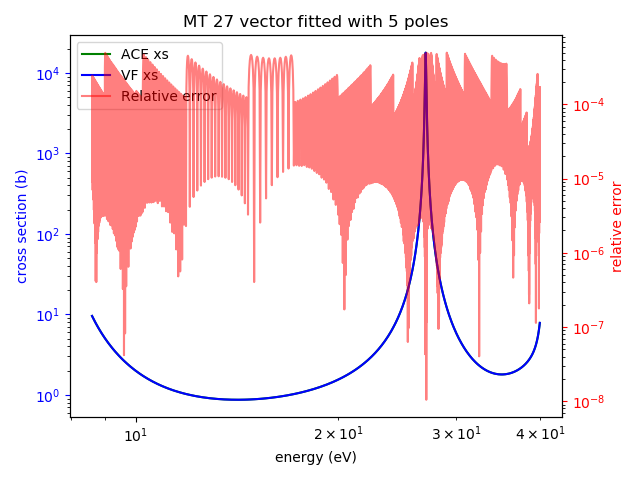 MT 27 vector fitted with 5 poles
ACE xs
VF xs
Relative error
cross section (b)
10⁴
10³
10²
10¹
10⁰
10⁻⁴
10⁻⁵
10⁻⁶
10⁻⁷
10⁻⁸
relative error
10¹
2 × 10¹
3 × 10¹
4 × 10¹
energy (eV)